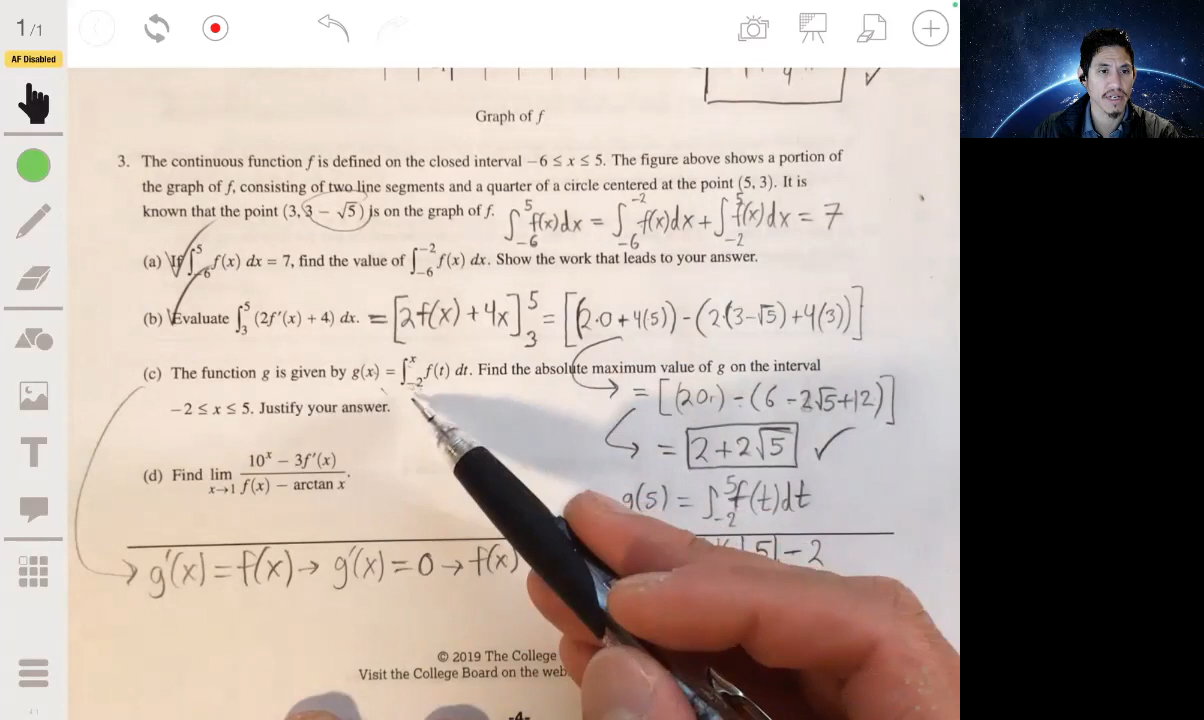 1/1
AF Disabled
Graph of f
3. The continuous function f is defined on the closed interval −6 ≤ x ≤ 5. The figure above shows a portion of
the graph of f, consisting of two line segments and a quarter of a circle centered at the point (5, 3). It is
known that the point (3, 3 − √5) is on the graph of f.
∫_{-6}^{5} f(x)dx = ∫_{-6}^{-2} f(x)dx + ∫_{-2}^{5} f(x)dx = 7
(a) If ∫_{-6}^{5} f(x) dx = 7, find the value of ∫_{-6}^{-2} f(x) dx. Show the work that leads to your answer.
(b) Evaluate ∫_{3}^{5} (2f'(x) + 4) dx. = [2f(x) + 4x]_{3}^{5} = [(2·0 + 4(5)) − (2(3−√5) + 4(3))]
(c) The function g is given by g(x) = ∫_{-2}^{x} f(t) dt. Find the absolute maximum value of g on the interval
−2 ≤ x ≤ 5. Justify your answer.
= [(20) − (6 − 2√5 + 12)]
= 2 + 2√5 ✓
(d) Find lim_{x→1} (10^x − 3f'(x)) / (f(x) − arctan x).
g(5) = ∫_{-2}^{5} f(t)dt
5 | −2
g'(x) = f(x) → g'(x) = 0 → f(x)
© 2019 The College
Visit the College Board on the web
-4-